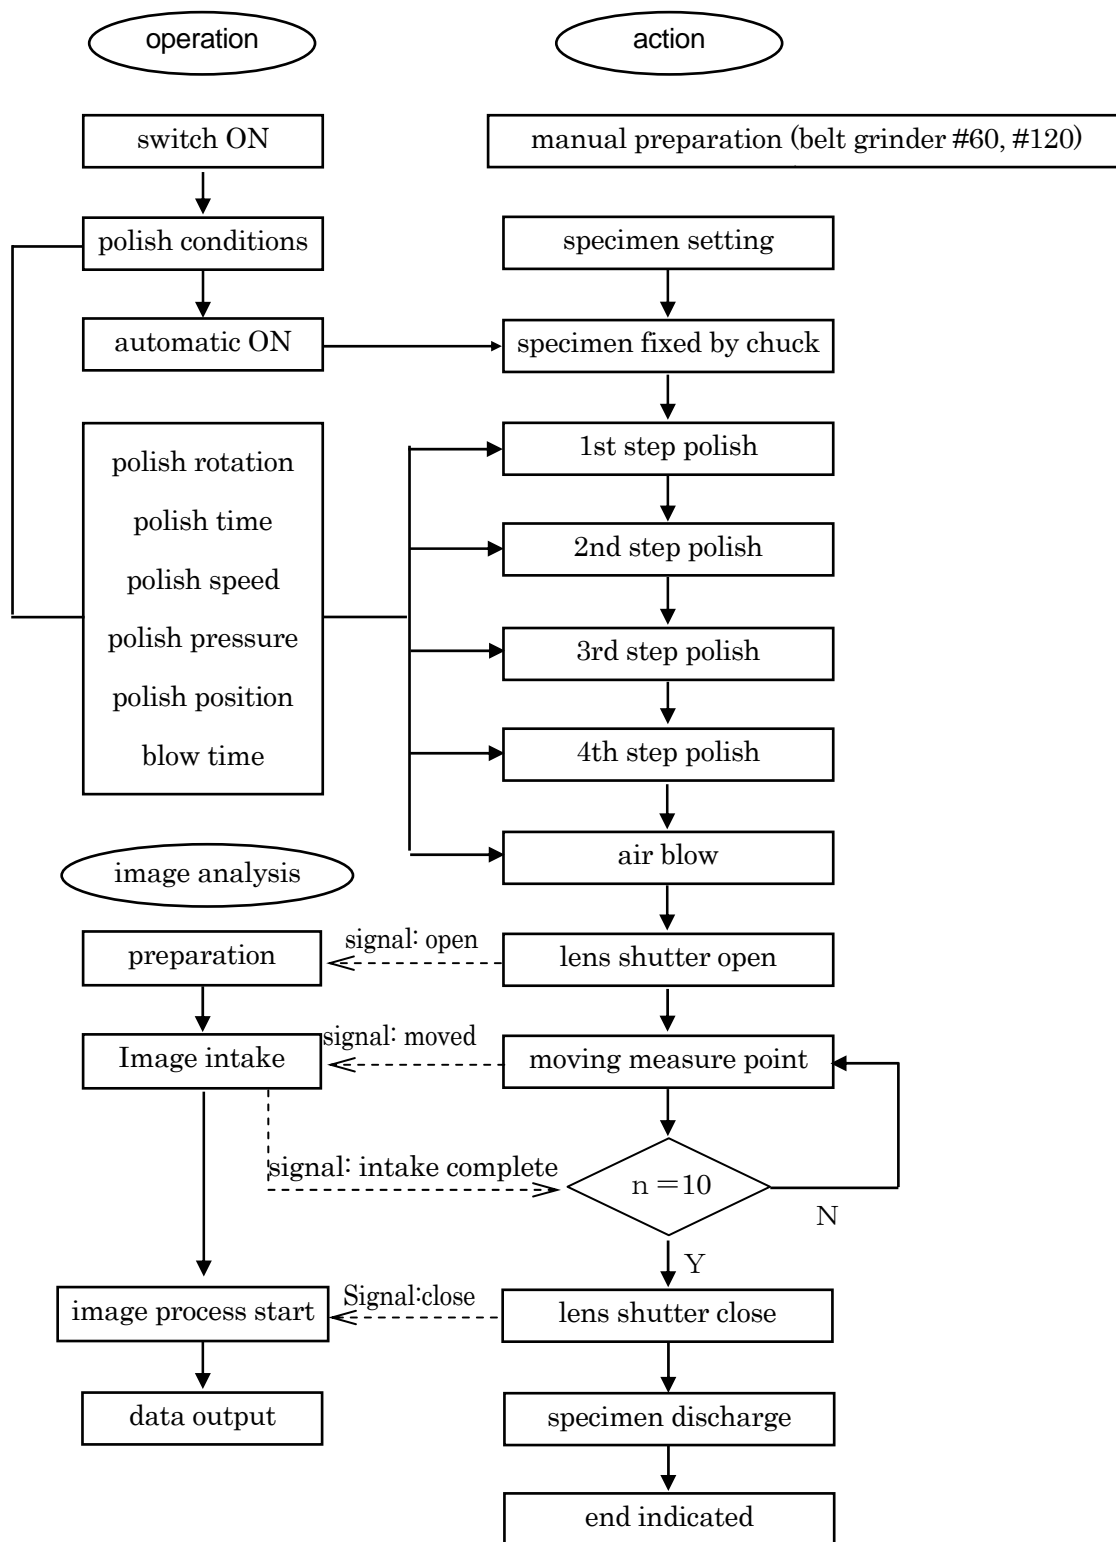 operation
action
switch ON
manual preparation (belt grinder #60, #120)
polish conditions
specimen setting
automatic ON
specimen fixed by chuck
polish rotation
polish time
polish speed
polish pressure
polish position
blow time
1st step polish
2nd step polish
3rd step polish
4th step polish
air blow
image analysis
preparation
signal: open
lens shutter open
Image intake
signal: moved
moving measure point
signal: intake complete
n＝10
N
Y
image process start
Signal:close
lens shutter close
data output
specimen discharge
end indicated